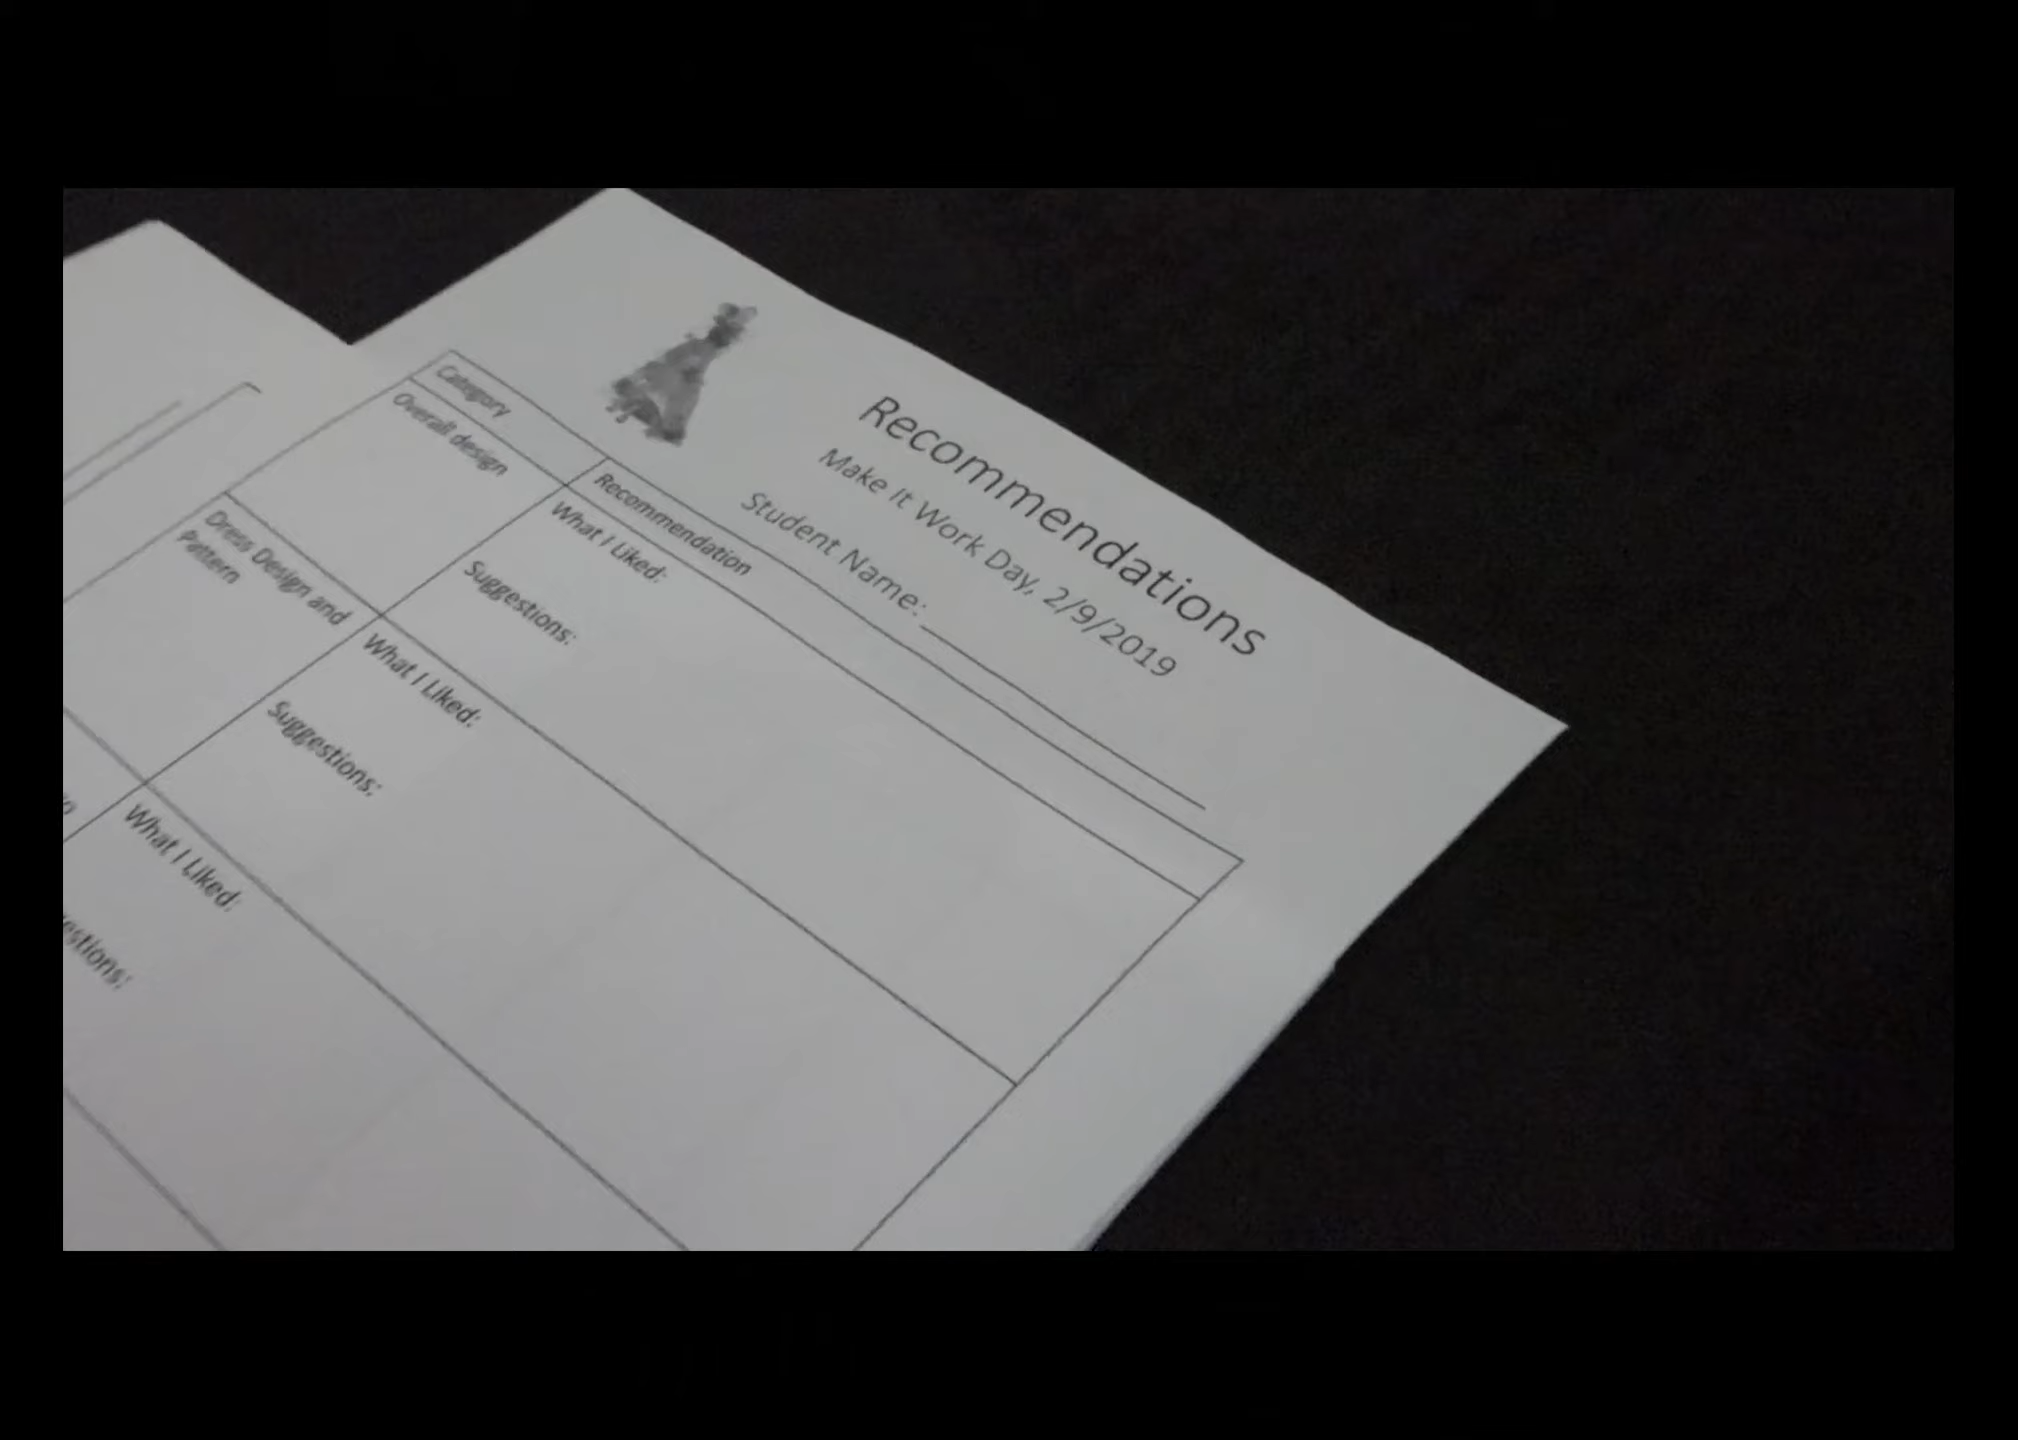 Recommendations
Make It Work Day, 2/9/2019
Student Name:
Category
Recommendation
Overall design
What I Liked:
Suggestions:
Dress Design and
Pattern
What I Liked:
Suggestions:
What I Liked: